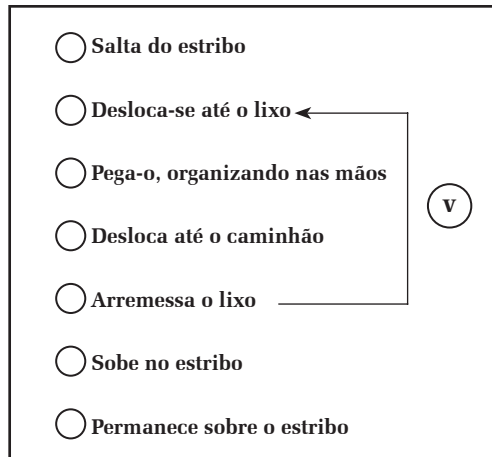 Salta do estribo
Desloca-se até o lixo
Pega-o, organizando nas mãos
v
Desloca até o caminhão
Arremessa o lixo
Sobe no estribo
Permanece sobre o estribo